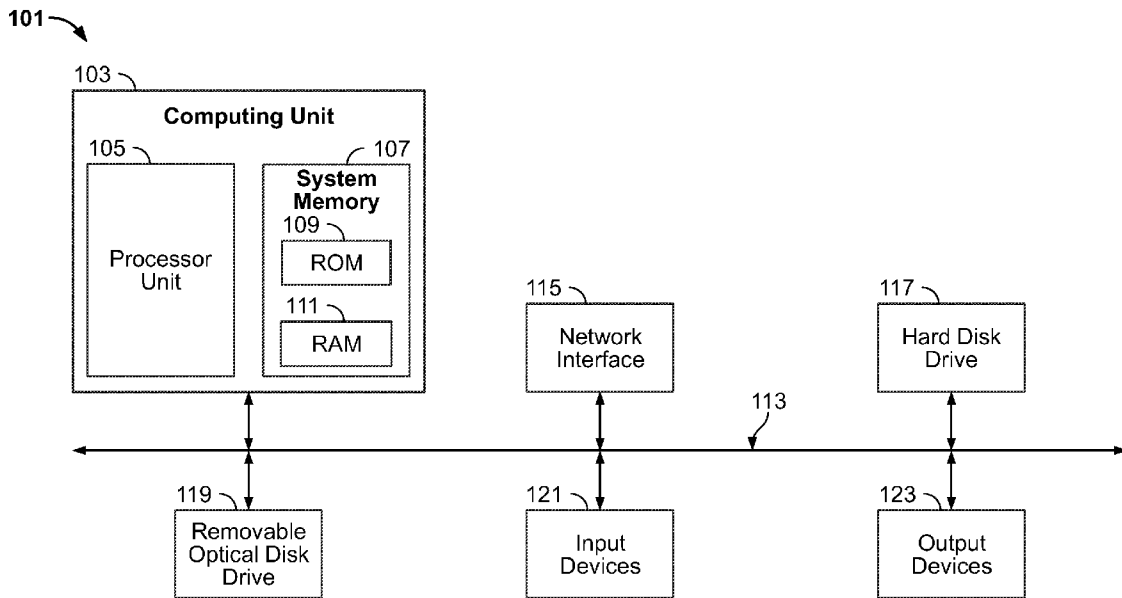 101
103
Computing Unit
105
107
Processor
Unit
System
Memory
109
ROM
111
RAM
115
Network
Interface
117
Hard Disk
Drive
113
119
Removable
Optical Disk
Drive
121
Input
Devices
123
Output
Devices